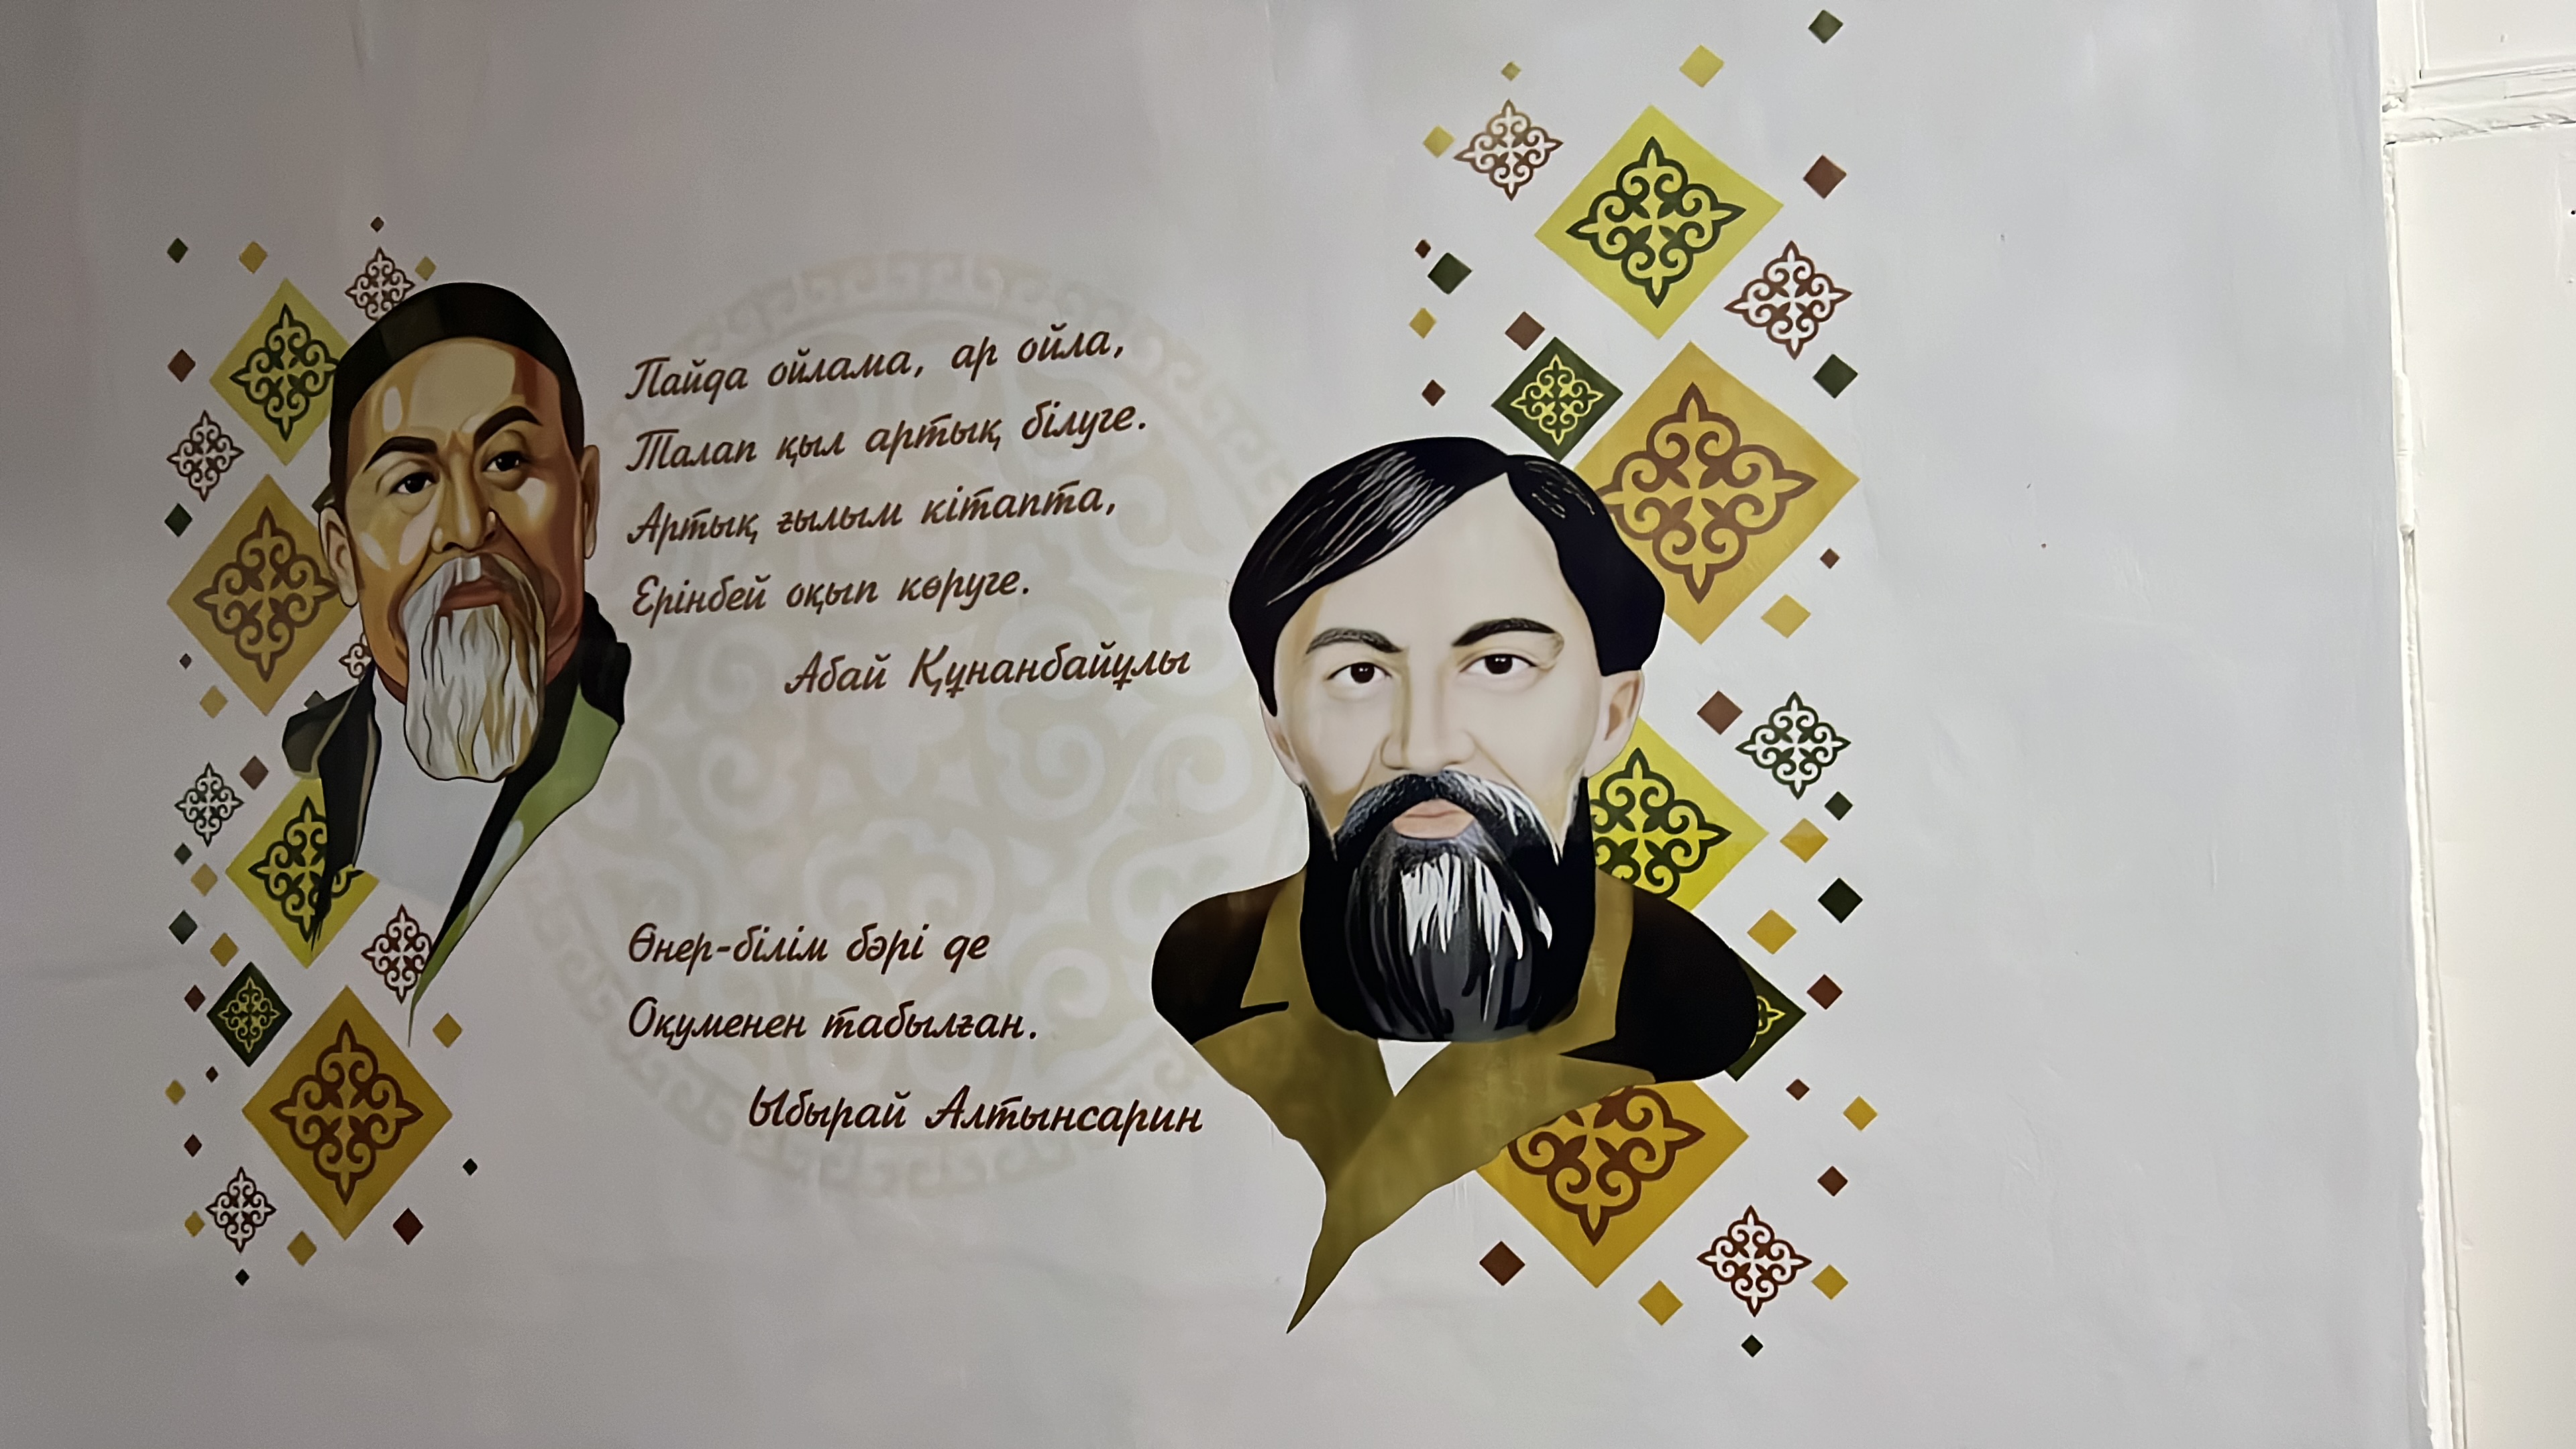 Пайда ойлама, ар ойла,
Талап қыл артық білуге.
Артық ғылым кітапта,
Ерінбей оқып көруге.
Абай Құнанбайұлы
Өнер-білім бәрі де
Оқуменен табылған.
Ыбырай Алтынсарин